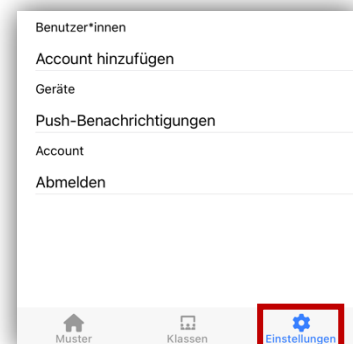 Benutzer*innen
Account hinzufügen
Geräte
Push-Benachrichtigungen
Account
Abmelden
Muster Klassen Einstellungen